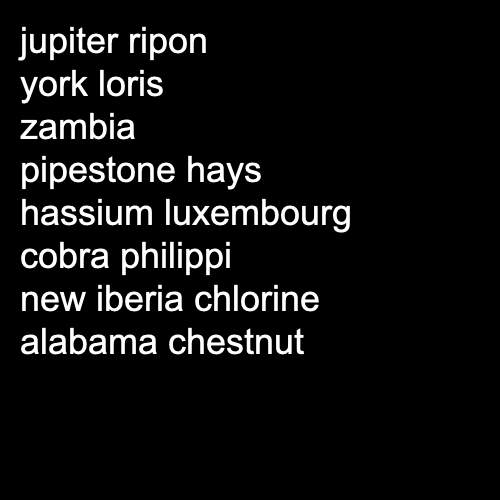 jupiter ripon
york loris
zambia
pipestone hays
hassium luxembourg
cobra philippi
new iberia chlorine
alabama chestnut